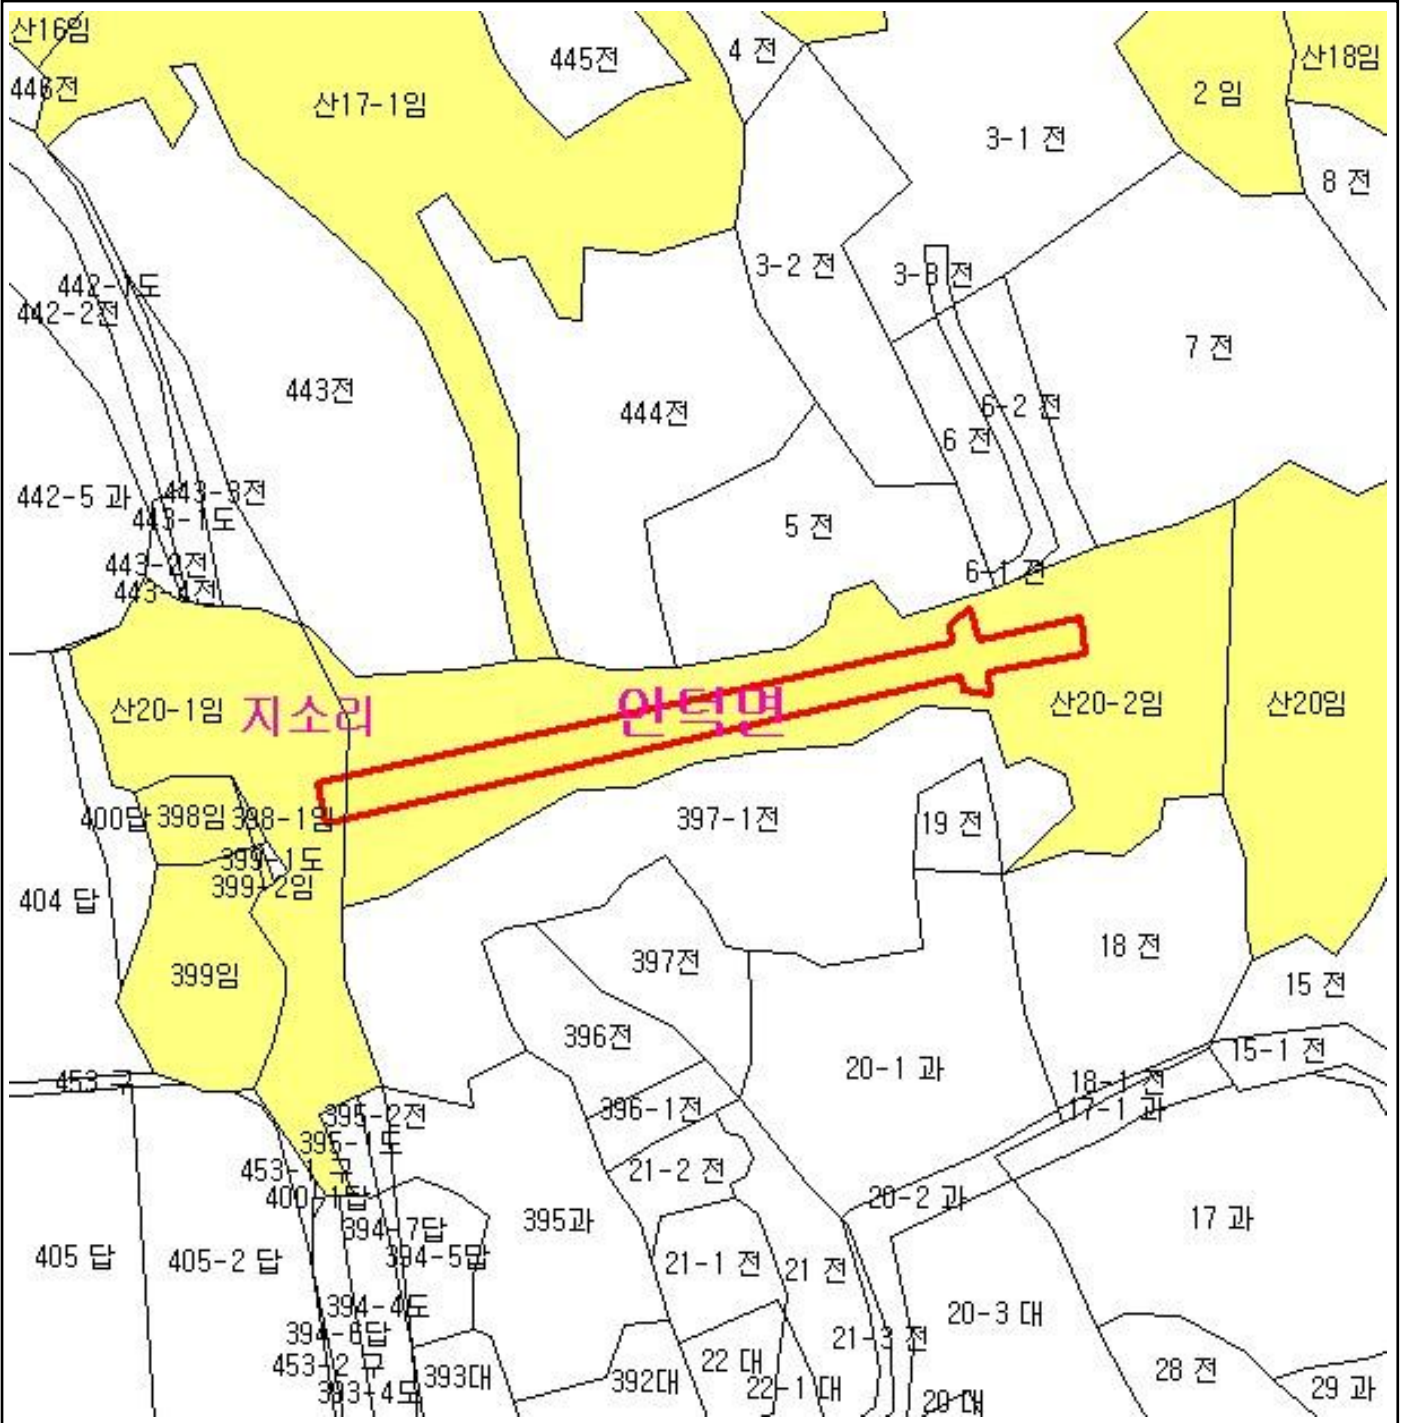 산16임
446전
산17-1임
445전
4 전
3-1 전
2 임
산18임
8 전
442-2전
3-2 전
3-3 전
7 전
443전
444전
6-2 전
6 전
442-5 과
443-3전
443-1도
443-2전
443-4전
5 전
6-1 전
산20-1임
지소리
안덕면
산20-2임
산20임
400답
398임
398-1임
397-1전
19 전
399-1도
399-2임
404 답
399임
397전
18 전
15 전
396전
20-1 과
15-1 전
453 구
18-1 전
17-1 과
395-2전
396-1전
395-1 도
453-1 구
400-1답
21-2 전
20-2 과
394-7답
395과
17 과
405 답
405-2 답
394-5답
21-1 전
21 전
394-4도
20-3 대
394-6답
21-3 전
453-2 구
393-4도
393대
392대
22 대
22-1 대
28 전
29 과
20 대